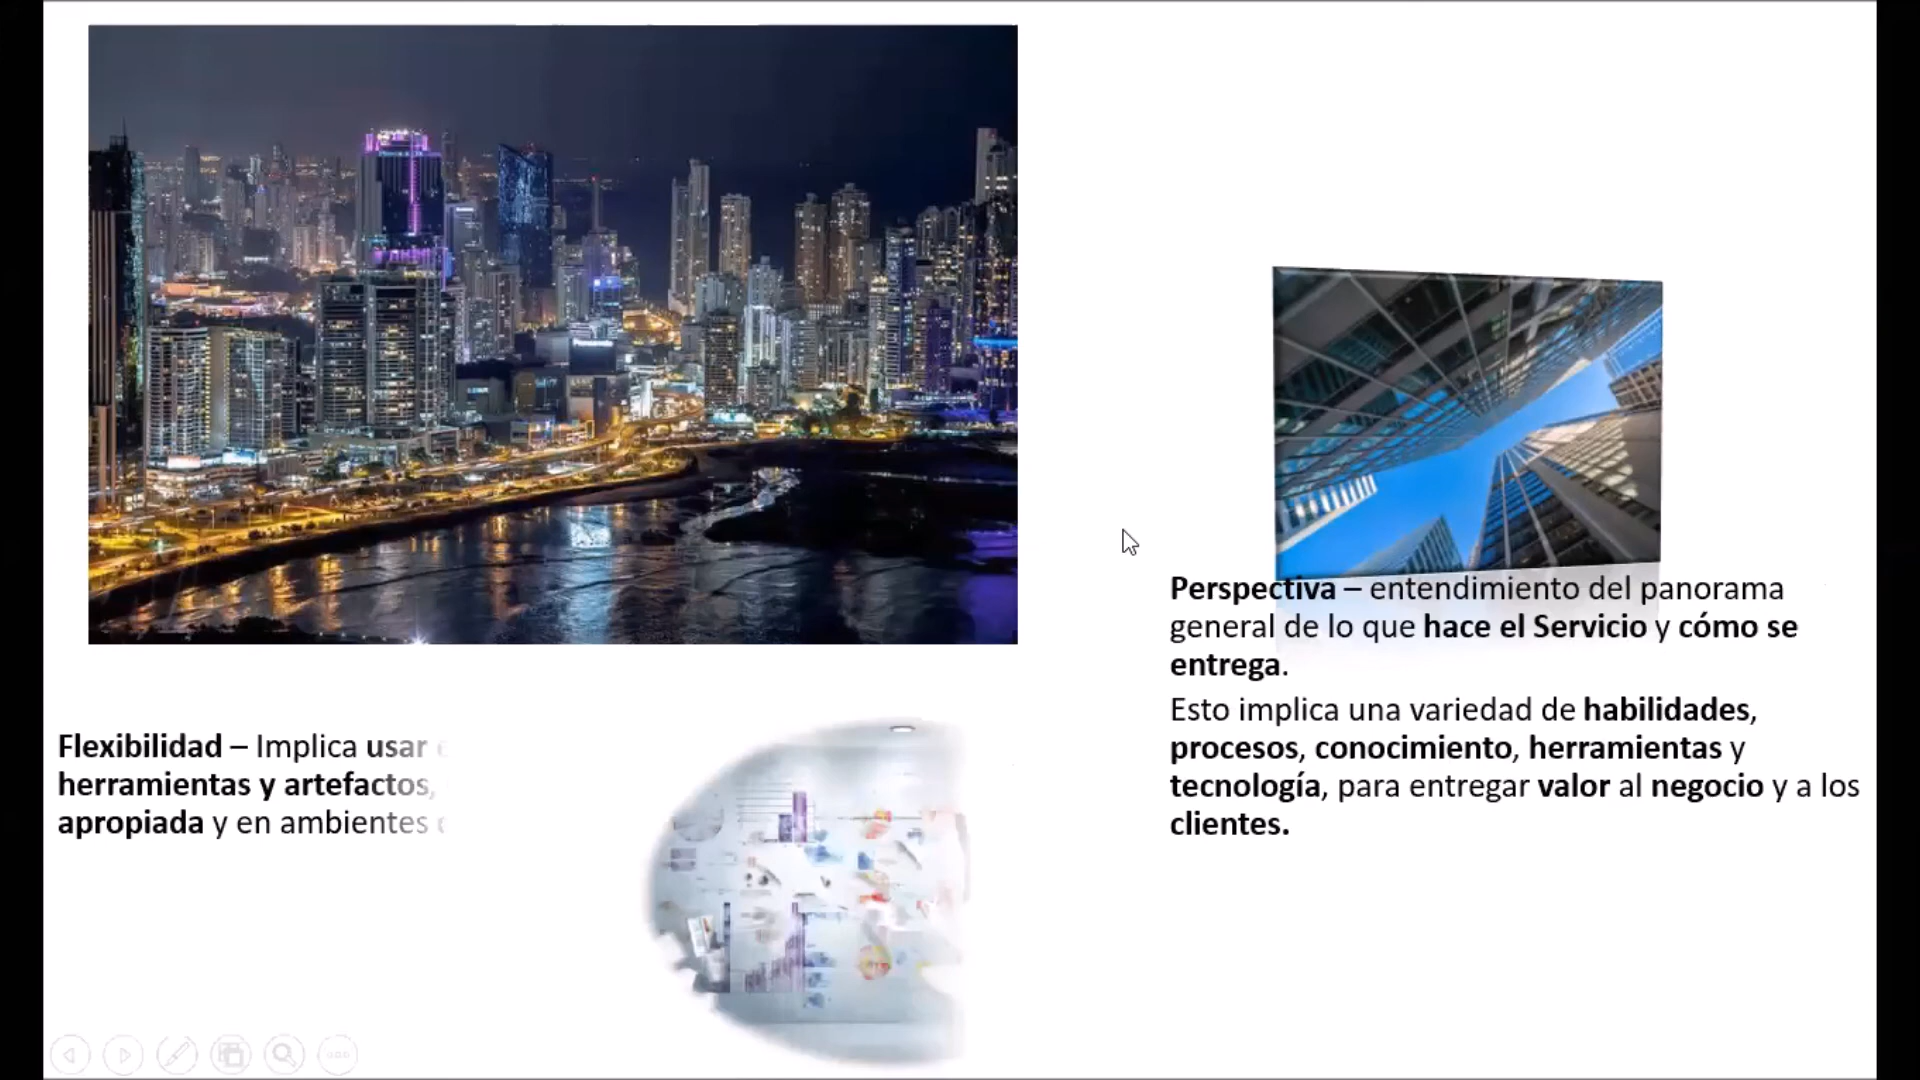 Flexibilidad – Implica usar
herramientas y artefactos,
apropiada y en ambientes
Perspectiva – entendimiento del panorama
general de lo que hace el Servicio y cómo se
entrega.
Esto implica una variedad de habilidades,
procesos, conocimiento, herramientas y
tecnología, para entregar valor al negocio y a los
clientes.